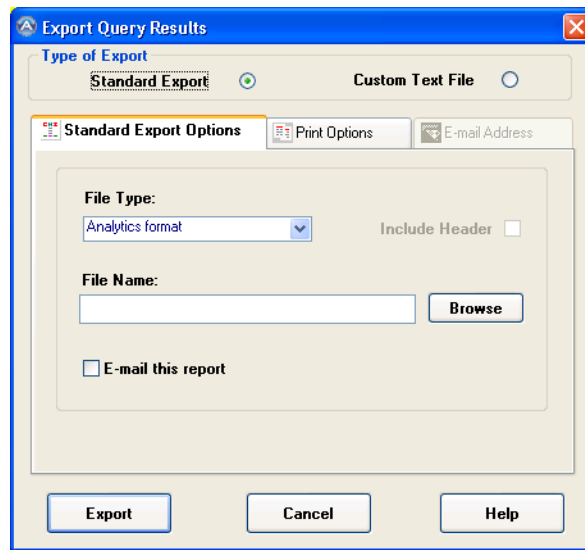 Export Query Results
Type of Export
Standard Export Custom Text File
Standard Export Options Print Options E-mail Address
File Type:
Analytics format Include Header
File Name:
Browse
E-mail this report
Export Cancel Help